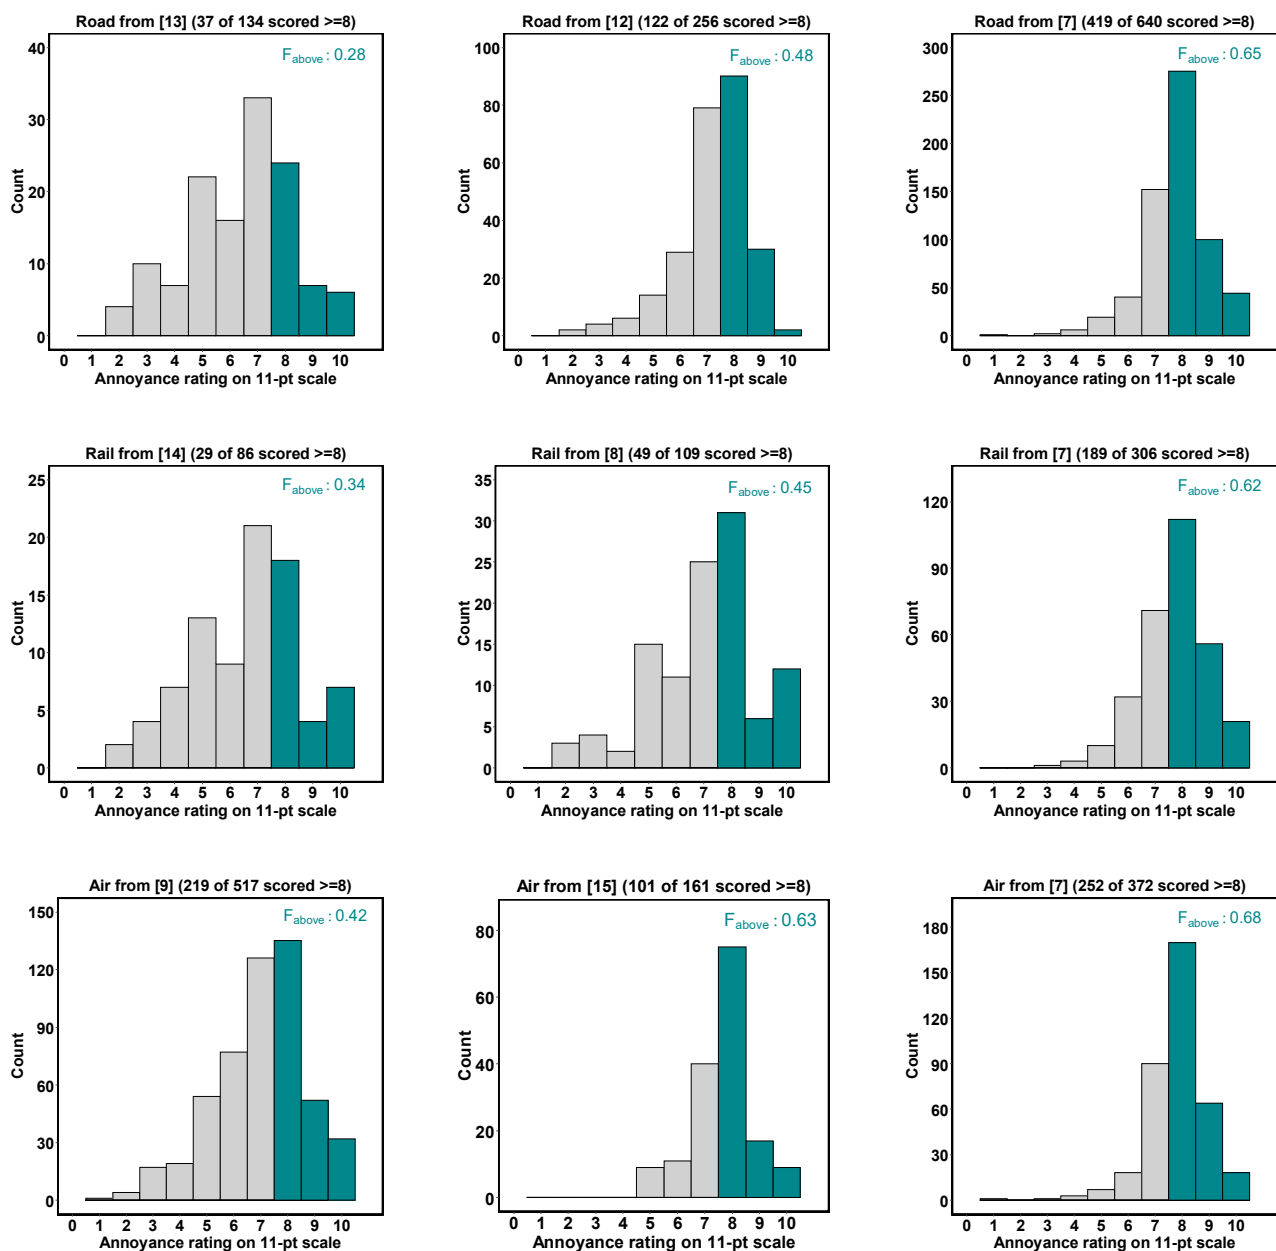 Road from [13] (37 of 134 scored >=8)
F above : 0.28
40
30
20
10
0
Count
0 1 2 3 4 5 6 7 8 9 10
Annoyance rating on 11-pt scale
Road from [12] (122 of 256 scored >=8)
F above : 0.48
100
80
60
40
20
0
Count
0 1 2 3 4 5 6 7 8 9 10
Annoyance rating on 11-pt scale
Road from [7] (419 of 640 scored >=8)
F above : 0.65
300
250
200
150
100
50
0
Count
0 1 2 3 4 5 6 7 8 9 10
Annoyance rating on 11-pt scale
Rail from [14] (29 of 86 scored >=8)
F above : 0.34
25
20
15
10
5
0
Count
0 1 2 3 4 5 6 7 8 9 10
Annoyance rating on 11-pt scale
Rail from [8] (49 of 109 scored >=8)
F above : 0.45
35
30
25
20
15
10
5
0
Count
0 1 2 3 4 5 6 7 8 9 10
Annoyance rating on 11-pt scale
Rail from [7] (189 of 306 scored >=8)
F above : 0.62
120
90
60
30
0
Count
0 1 2 3 4 5 6 7 8 9 10
Annoyance rating on 11-pt scale
Air from [9] (219 of 517 scored >=8)
F above : 0.42
150
120
90
60
30
0
Count
0 1 2 3 4 5 6 7 8 9 10
Annoyance rating on 11-pt scale
Air from [15] (101 of 161 scored >=8)
F above : 0.63
80
60
40
20
0
Count
0 1 2 3 4 5 6 7 8 9 10
Annoyance rating on 11-pt scale
Air from [7] (252 of 372 scored >=8)
F above : 0.68
180
150
120
90
60
30
0
Count
0 1 2 3 4 5 6 7 8 9 10
Annoyance rating on 11-pt scale